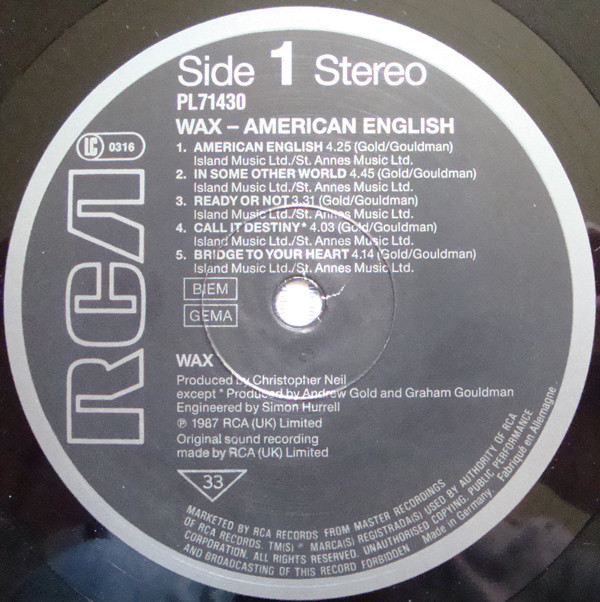 Side 1 Stereo
PL71430
WAX – AMERICAN ENGLISH
1. AMERICAN ENGLISH 4.25 (Gold/Gouldman)
Island Music Ltd./St. Annes Music Ltd.
2. IN SOME OTHER WORLD 4.45 (Gold/Gouldman)
Island Music Ltd./St. Annes Music Ltd.
3. READY OR NOT 3.31 (Gold/Gouldman)
Island Music Ltd./St. Annes Music Ltd.
4. CALL IT DESTINY* 4.03 (Gold/Gouldman)
Island Music Ltd./St. Annes Music Ltd.
5. BRIDGE TO YOUR HEART 4.14 (Gold/Gouldman)
Island Music Ltd./St. Annes Music Ltd.
LC 0316
RCA
BIEM
GEMA
WAX
Produced by Christopher Neil
except * Produced by Andrew Gold and Graham Gouldman
Engineered by Simon Hurrell
℗ 1987 RCA (UK) Limited
Original sound recording
made by RCA (UK) Limited
33
MARKETED BY RCA RECORDS FROM MASTER RECORDINGS
OF RCA RECORDS. TM(S) ® MARCA(S) REGISTRADA(S) USED BY AUTHORITY OF RCA
CORPORATION. ALL RIGHTS RESERVED. UNAUTHORISED COPYING, PUBLIC PERFORMANCE
AND BROADCASTING OF THIS RECORD FORBIDDEN Made in Germany. Fabriqué en Allemagne.